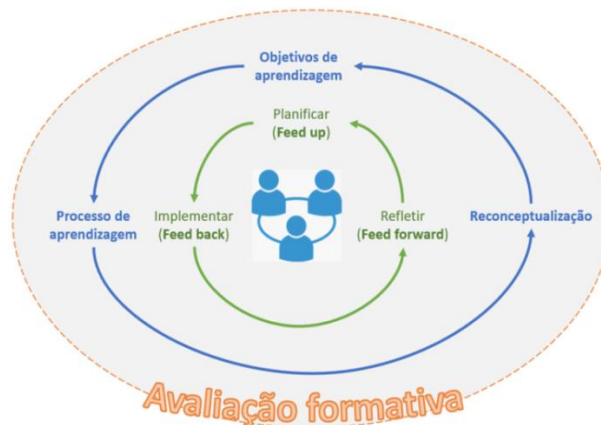 Objetivos de
aprendizagem
Planificar
(Feed up)
Processo de
aprendizagem
Implementar
(Feed back)
Refletir
(Feed forward)
Reconceptualização
Avaliação formativa